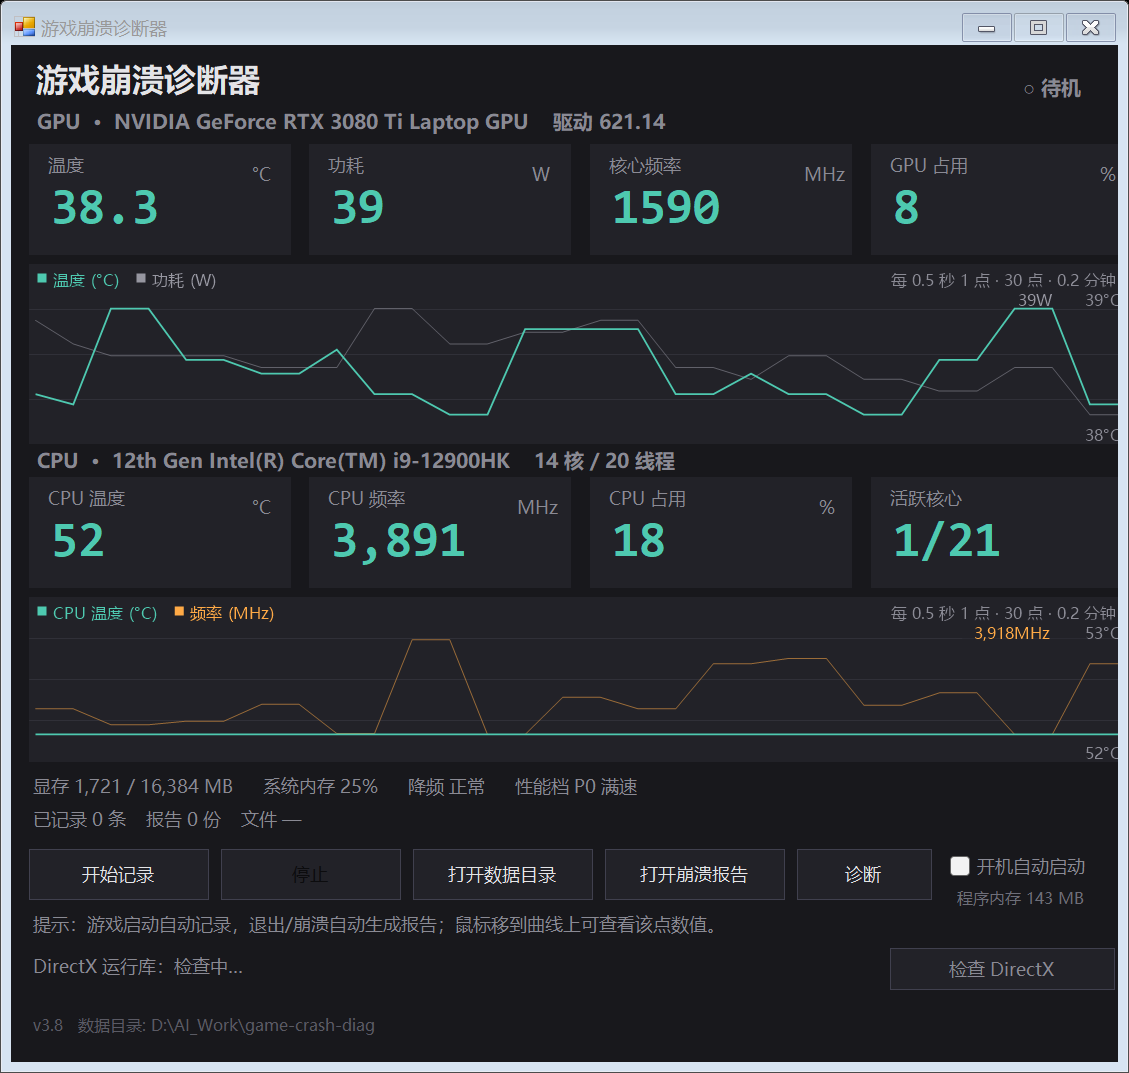 游戏崩溃诊断器
游戏崩溃诊断器
○ 待机
GPU • NVIDIA GeForce RTX 3080 Ti Laptop GPU 驱动 621.14
温度 °C
38.3
功耗 W
39
核心频率 MHz
1590
GPU 占用 %
8
温度 (°C) 功耗 (W) 每 0.5 秒 1 点 · 30 点 · 0.2 分钟
39W 39°C
38°C
CPU • 12th Gen Intel(R) Core(TM) i9-12900HK 14 核 / 20 线程
CPU 温度 °C
52
CPU 频率 MHz
3,891
CPU 占用 %
18
活跃核心
1/21
CPU 温度 (°C) 频率 (MHz) 每 0.5 秒 1 点 · 30 点 · 0.2 分钟
3,918MHz 53°C
52°C
显存 1,721 / 16,384 MB 系统内存 25% 降频 正常 性能档 P0 满速
已记录 0 条 报告 0 份 文件 —
开始记录 停止 打开数据目录 打开崩溃报告 诊断 开机自动启动
程序内存 143 MB
提示：游戏启动自动记录，退出/崩溃自动生成报告；鼠标移到曲线上可查看该点数值。
DirectX 运行库：检查中... 检查 DirectX
v3.8 数据目录: D:\AI_Work\game-crash-diag